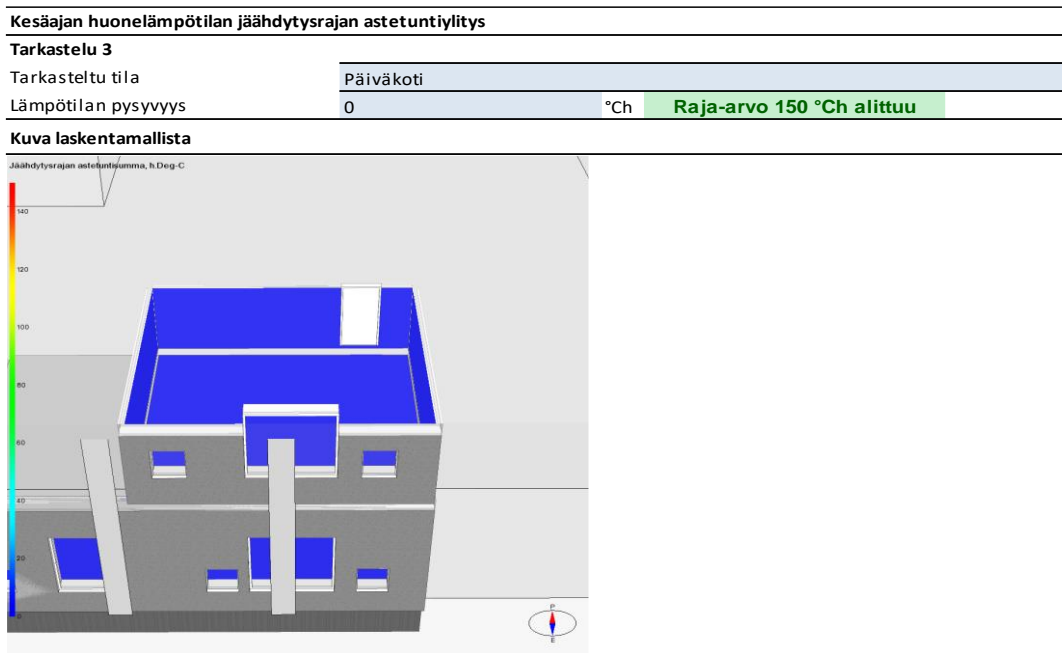 Kesäajan huonelämpötilan jäähdytysrajan astetuntiylitys
Tarkastelu 3
Tarkasteltu tila Päiväkoti
Lämpötilan pysyvyys 0 °Ch Raja-arvo 150 °Ch alittuu
Kuva laskentamallista
Jäähdytysrajan astetuntisumma, h.Deg-C
140
120
100
80
60
40
20
0
P
E